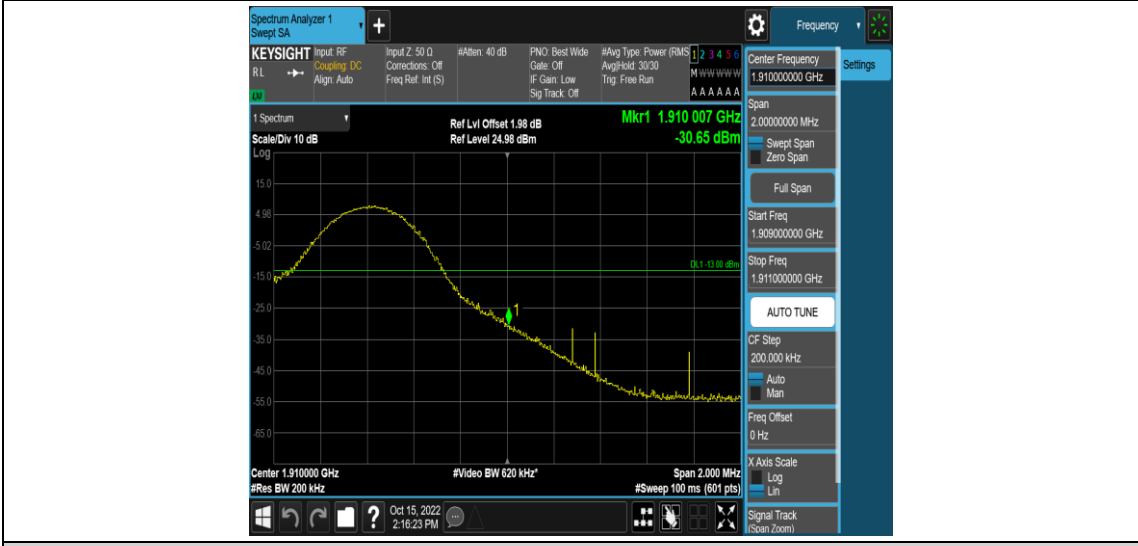 Spectrum Analyzer 1
Swept SA
Frequency
KEYSIGHT
RL
Input: RF
Coupling: DC
Align: Auto
Input Z: 50 Ω
Corrections: Off
Freq Ref: Int (S)
#Atten: 40 dB
PNO: Best Wide
Gate: Off
IF Gain: Low
Sig Track: Off
#Avg Type: Power (RMS
Avg|Hold: 30/30
Trig: Free Run
1 2 3 4 5 6
M W W W W W
A A A A A A
1 Spectrum
Scale/Div 10 dB
Log
Ref Lvl Offset 1.98 dB
Ref Level 24.98 dBm
Mkr1 1.910 007 GHz
-30.65 dBm
15.0
4.98
-5.02
-15.0
-25.0
-35.0
-45.0
-55.0
-65.0
DL1 -13.00 dBm
1
Center 1.910000 GHz
#Res BW 200 kHz
#Video BW 620 kHz*
Span 2.000 MHz
#Sweep 100 ms (601 pts)
Oct 15, 2022
2:16:23 PM
Center Frequency
1.910000000 GHz
Settings
Span
2.00000000 MHz
Swept Span
Zero Span
Full Span
Start Freq
1.909000000 GHz
Stop Freq
1.911000000 GHz
AUTO TUNE
CF Step
200.000 kHz
Auto
Man
Freq Offset
0 Hz
X Axis Scale
Log
Lin
Signal Track
(Span Zoom)